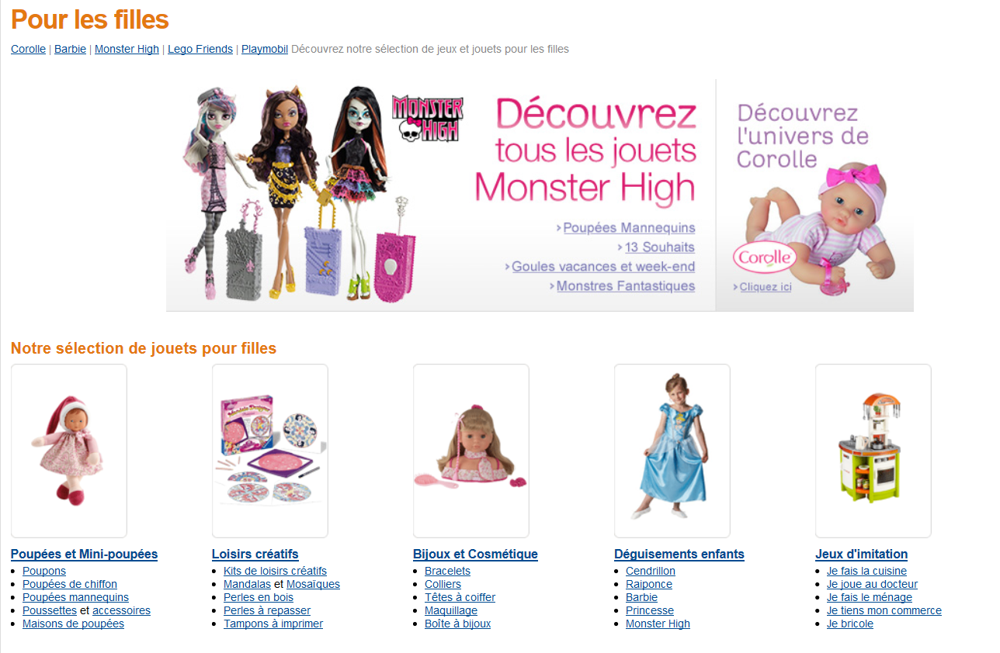 Pour les filles
Corolle | Barbie | Monster High | Lego Friends | Playmobil Découvrez notre sélection de jeux et jouets pour les filles
MONSTER HIGH
Découvrez
tous les jouets
Monster High
› Poupées Mannequins
› 13 Souhaits
› Goules vacances et week-end
› Monstres Fantastiques
Découvrez
l'univers de
Corolle
Corolle
› Cliquez ici
Notre sélection de jouets pour filles
Mandala Designer
Poupées et Mini-poupées
• Poupons
• Poupées de chiffon
• Poupées mannequins
• Poussettes et accessoires
• Maisons de poupées
Loisirs créatifs
• Kits de loisirs créatifs
• Mandalas et Mosaïques
• Perles en bois
• Perles à repasser
• Tampons à imprimer
Bijoux et Cosmétique
• Bracelets
• Colliers
• Têtes à coiffer
• Maquillage
• Boîte à bijoux
Déguisements enfants
• Cendrillon
• Raiponce
• Barbie
• Princesse
• Monster High
Jeux d'imitation
• Je fais la cuisine
• Je joue au docteur
• Je fais le ménage
• Je tiens mon commerce
• Je bricole